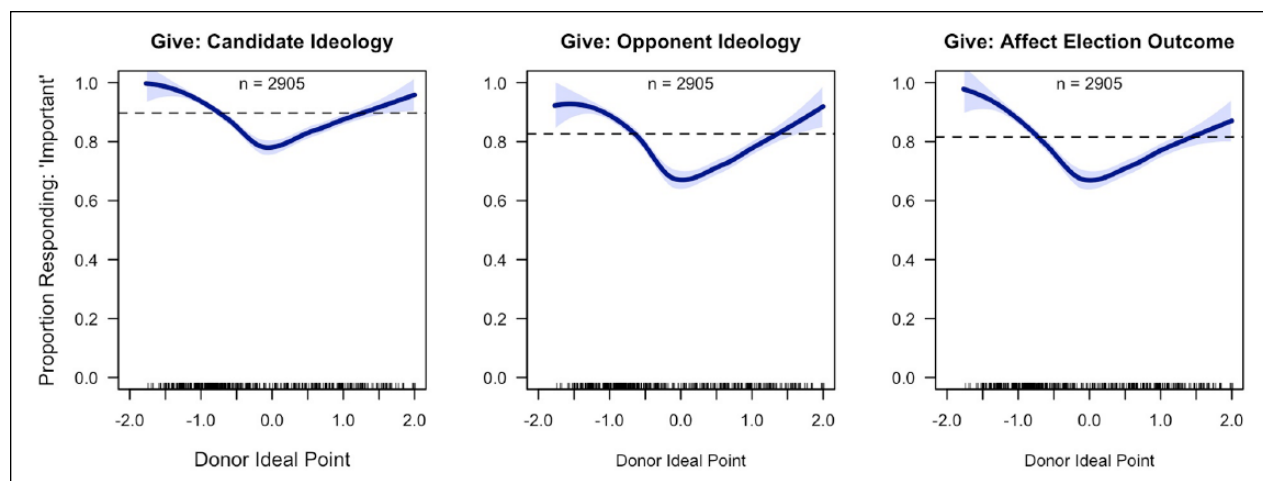 Give: Candidate Ideology
Give: Opponent Ideology
Give: Affect Election Outcome
Proportion Responding: 'Important'
1.0
0.8
0.6
0.4
0.2
0.0
n = 2905
-2.0 -1.0 0.0 1.0 2.0
Donor Ideal Point
1.0
0.8
0.6
0.4
0.2
0.0
n = 2905
-2.0 -1.0 0.0 1.0 2.0
Donor Ideal Point
1.0
0.8
0.6
0.4
0.2
0.0
n = 2905
-2.0 -1.0 0.0 1.0 2.0
Donor Ideal Point